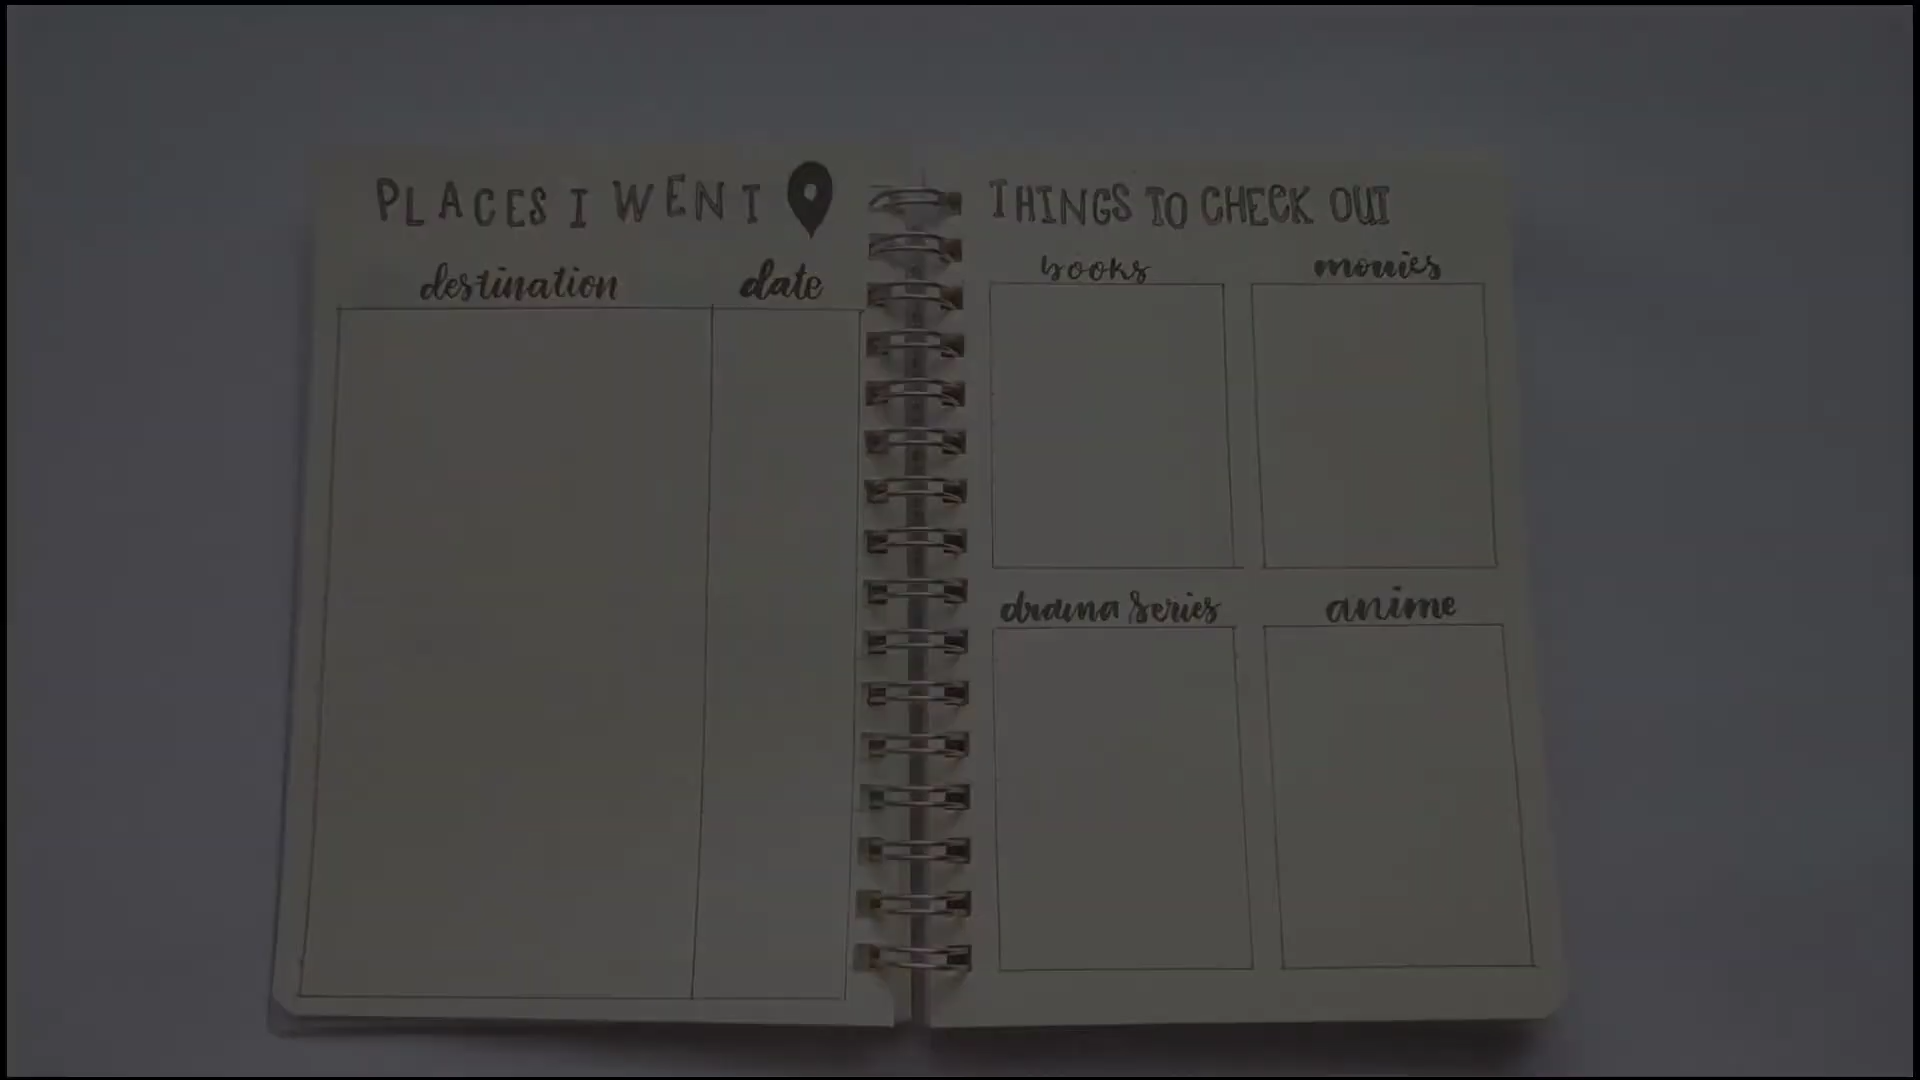 PLACES I WENT
destination date
THINGS TO CHECK OUT
books movies
drama series anime